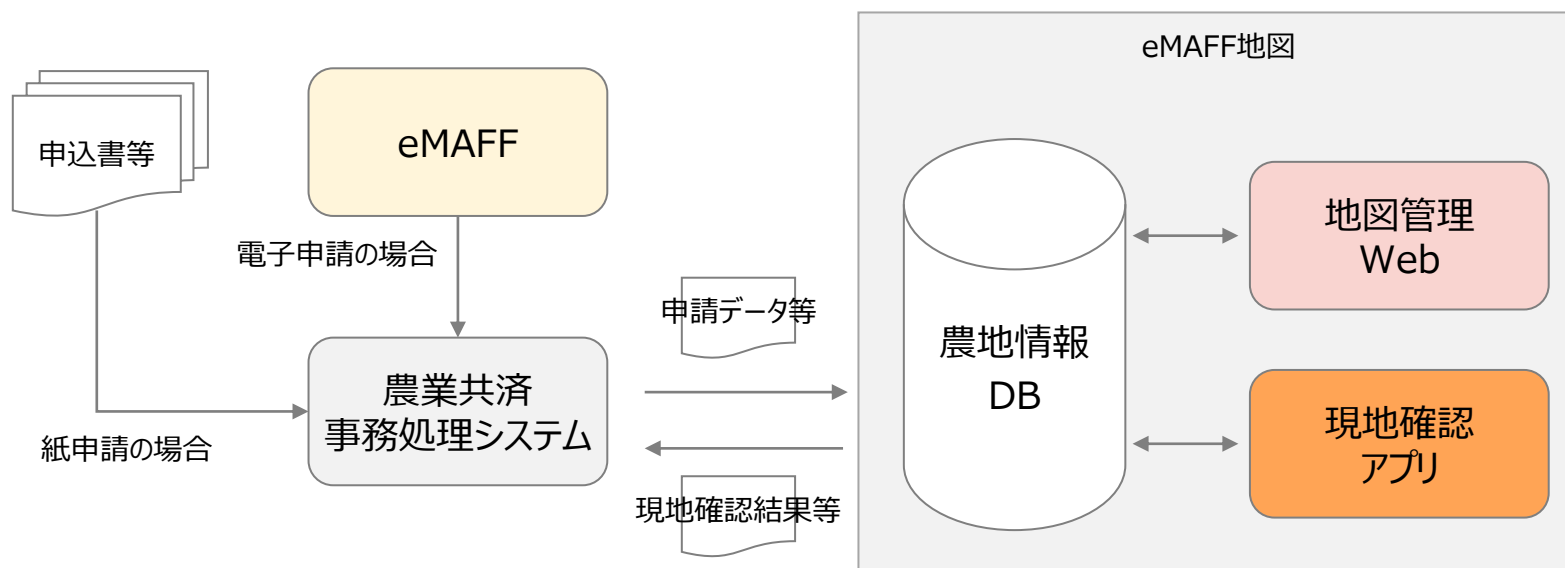 eMAFF地図
申込書等
eMAFF
電子申請の場合
紙申請の場合
農業共済
事務処理システム
申請データ等
現地確認結果等
農地情報
DB
地図管理
Web
現地確認
アプリ